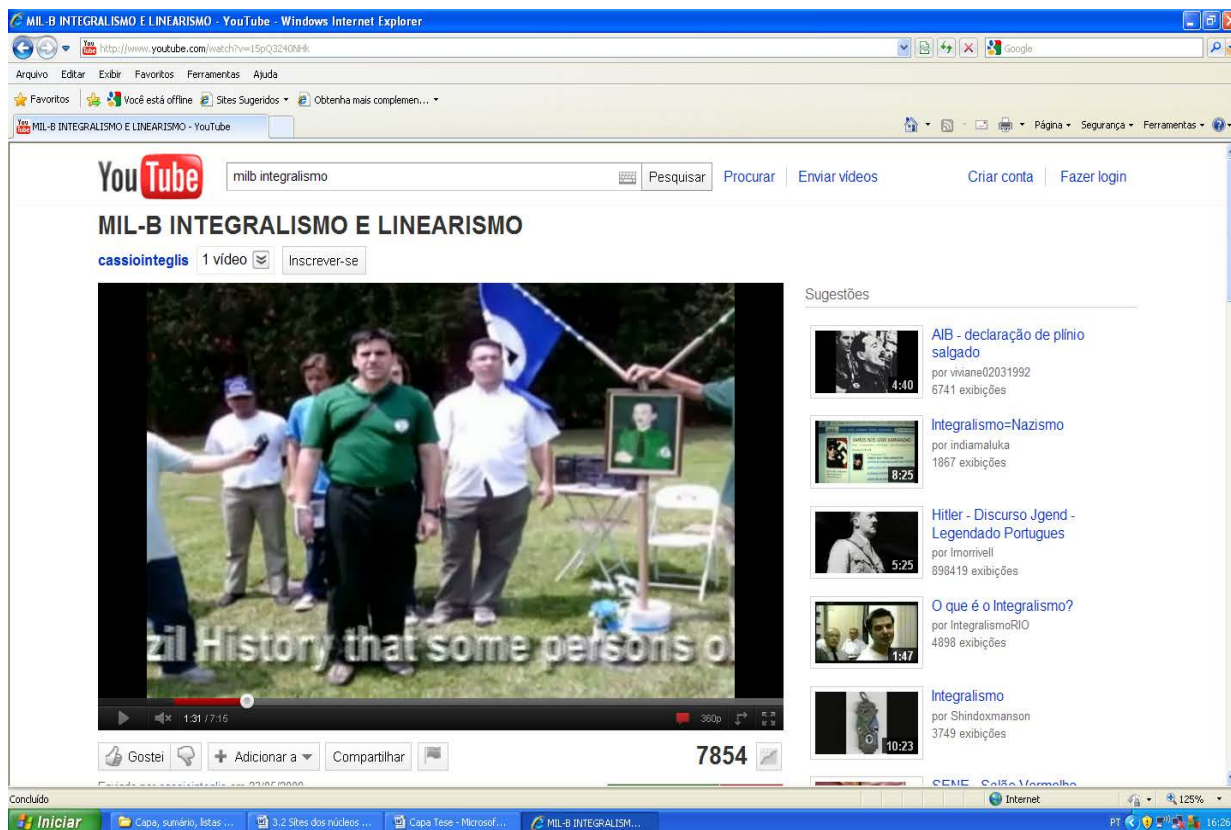 MIL-B INTEGRALISMO E LINEARISMO - YouTube - Windows Internet Explorer
http://www.youtube.com/watch?v=15pQ3240NHk
Google
Arquivo Editar Exibir Favoritos Ferramentas Ajuda
Favoritos Você está offline Sites Sugeridos Obtenha mais complemen...
MIL-B INTEGRALISMO E LINEARISMO - YouTube
Página Segurança Ferramentas
YouTube
milb integralismo
Pesquisar
Procurar
Enviar vídeos
Criar conta
Fazer login
MIL-B INTEGRALISMO E LINEARISMO
cassiointeglis 1 vídeo Inscrever-se
zil History that some persons o
1:31 / 7:16
360p
Gostei
Adicionar a
Compartilhar
7854
Enviado por cassiointeglis em
Sugestões
AIB - declaração de plínio
salgado
por viviane02031992
6741 exibições
4:40
Integralismo=Nazismo
por indiamaluka
1867 exibições
8:25
Hitler - Discurso Jgend -
Legendado Portugues
por lmorrivell
898419 exibições
5:25
O que é o Integralismo?
por IntegralismoRIO
4898 exibições
1:47
Integralismo
por Shindoxmanson
3749 exibições
10:23
SENE - Salão Vermelho
Concluído
Internet
125%
Iniciar
Capa, sumário, listas ...
3.2 Sites dos núcleos ...
Capa Tese - Microsof...
MIL-B INTEGRALISM...
PT
16:26